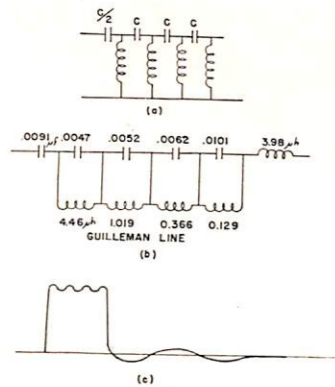 C/2 C C C
(a)
.0091 μf .0047 .0052 .0062 .0101 3.98 μh
4.46 μh 1.019 0.366 0.129
GUILLEMAN LINE
(b)
(c)